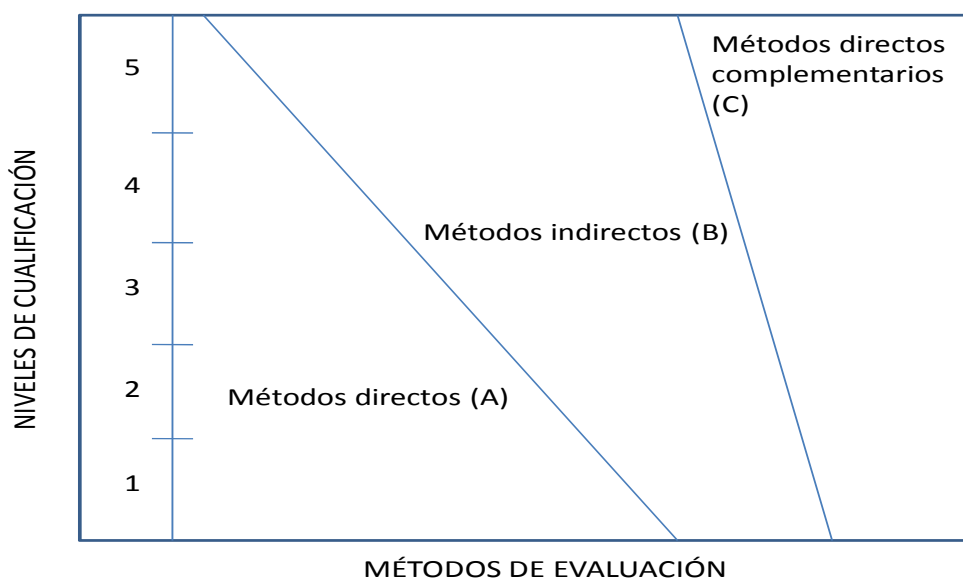 Métodos directos
complementarios
(C)
5
4
Métodos indirectos (B)
3
2
Métodos directos (A)
1
NIVELES DE CUALIFICACIÓN
MÉTODOS DE EVALUACIÓN